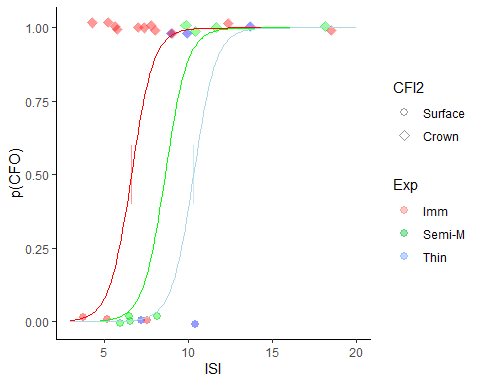 1.00
0.75
0.50
0.25
0.00
p(CFO)
5
10
15
20
ISI
CFI2
Surface
Crown
Exp
Imm
Semi-M
Thin